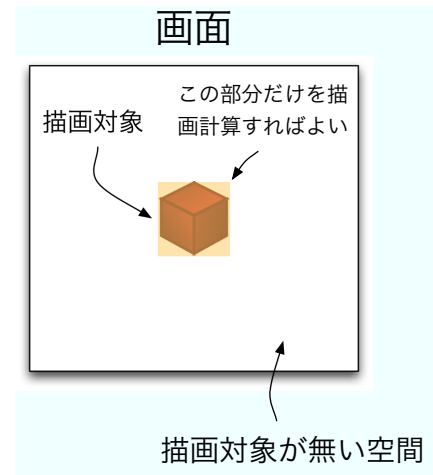 画面
この部分だけを描
画計算すればよい
描画対象
描画対象が無い空間